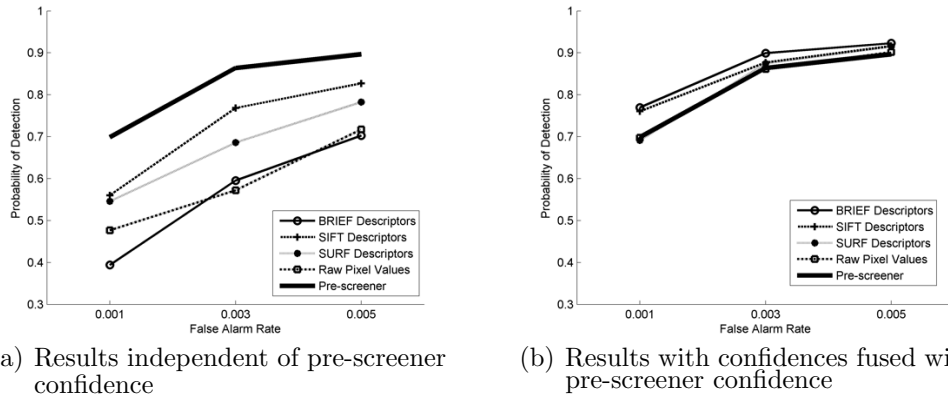 1
0.9
0.8
0.7
0.6
0.5
0.4
0.3
Probability of Detection
0.001
0.003
0.005
False Alarm Rate
BRIEF Descriptors
SIFT Descriptors
SURF Descriptors
Raw Pixel Values
Pre-screener
a) Results independent of pre-screener
confidence
1
0.9
0.8
0.7
0.6
0.5
0.4
0.3
Probability of Detection
0.001
0.003
0.005
False Alarm Rate
BRIEF Descriptors
SIFT Descriptors
SURF Descriptors
Raw Pixel Values
Pre-screener
(b) Results with confidences fused wi
pre-screener confidence